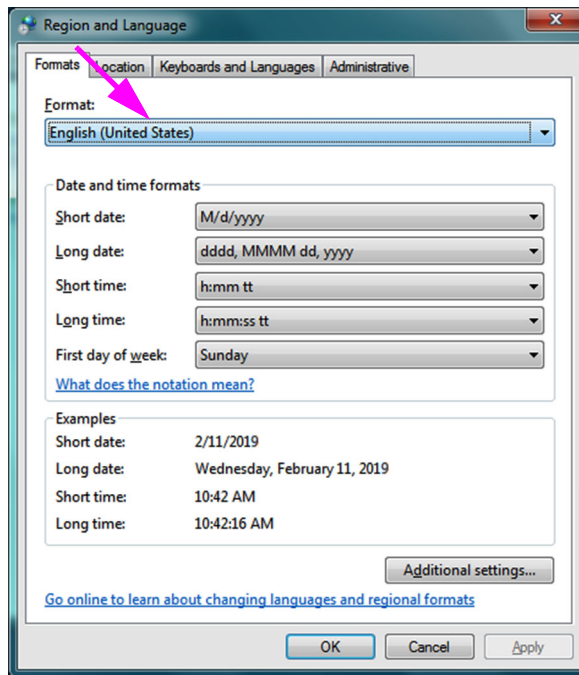 Region and Language
Formats Location Keyboards and Languages Administrative
Format:
English (United States)
Date and time formats
Short date: M/d/yyyy
Long date: dddd, MMMM dd, yyyy
Short time: h:mm tt
Long time: h:mm:ss tt
First day of week: Sunday
What does the notation mean?
Examples
Short date: 2/11/2019
Long date: Wednesday, February 11, 2019
Short time: 10:42 AM
Long time: 10:42:16 AM
Additional settings...
Go online to learn about changing languages and regional formats
OK Cancel Apply